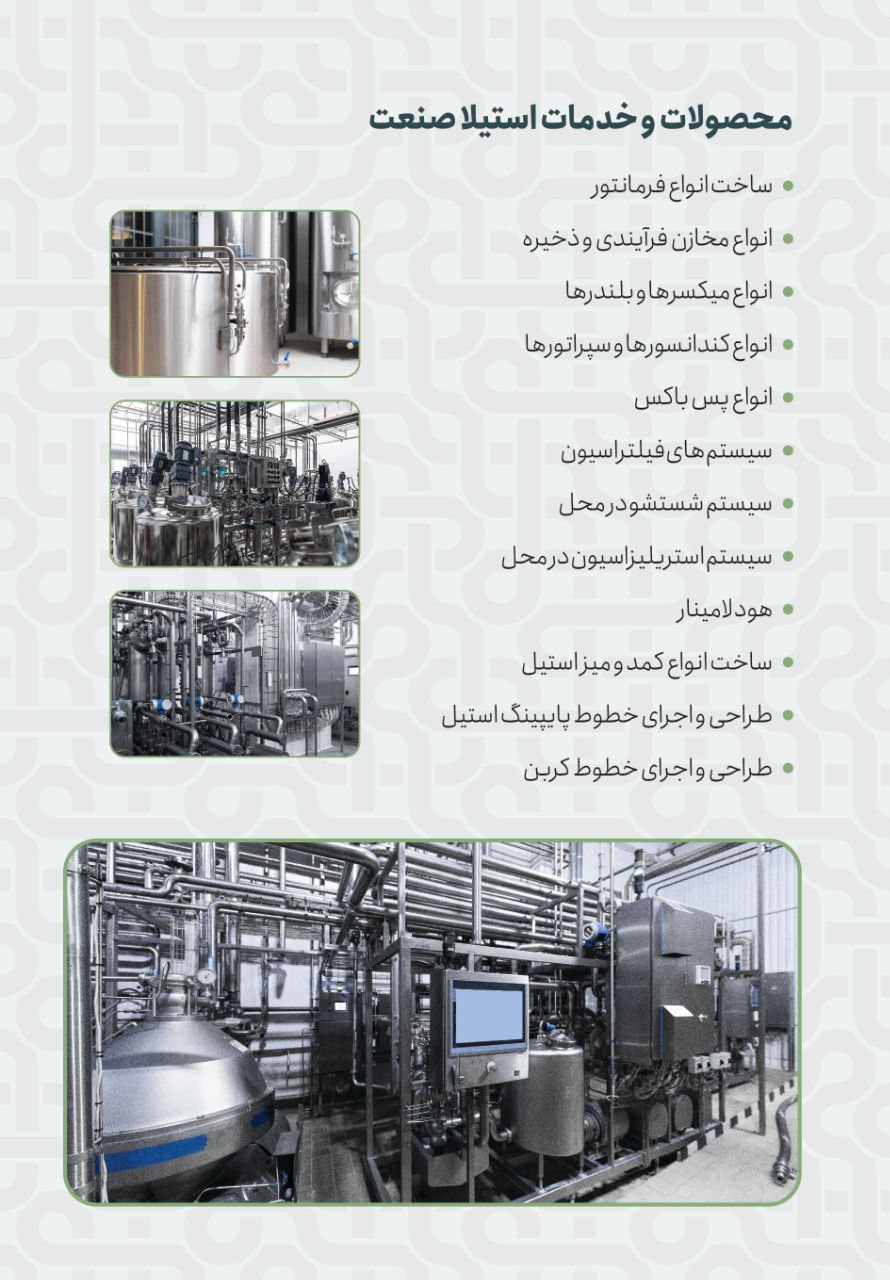 محصولات و خدمات استیلا صنعت
ساخت انواع فرمانتور
انواع مخازن فرآیندی و ذخیره
انواع میکسرها و بلندرها
انواع کندانسورها و سپراتورها
انواع پس باکس
سیستم های فیلتراسیون
سیستم شستشو در محل
سیستم استریلیزاسیون در محل
هود لامینار
ساخت انواع کمد و میز استیل
طراحی و اجرای خطوط پایپینگ استیل
طراحی و اجرای خطوط کربن